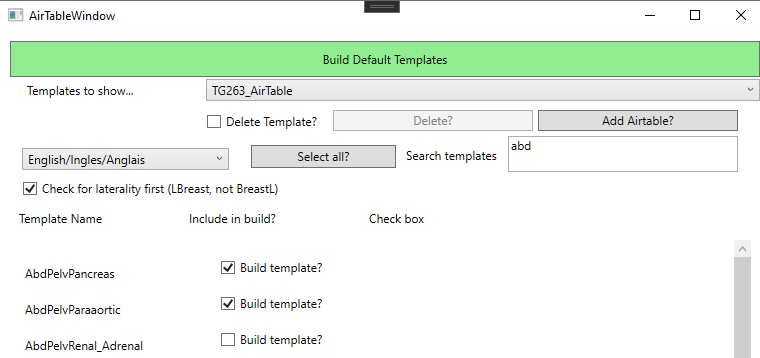 AirTableWindow
Build Default Templates
Templates to show... TG263_AirTable
Delete Template? Delete? Add Airtable?
English/Ingles/Anglais Select all? Search templates abd
Check for laterality first (LBreast, not BreastL)
Template Name Include in build? Check box
AbdPelvPancreas Build template?
AbdPelvParaaortic Build template?
AbdPelvRenal_Adrenal Build template?